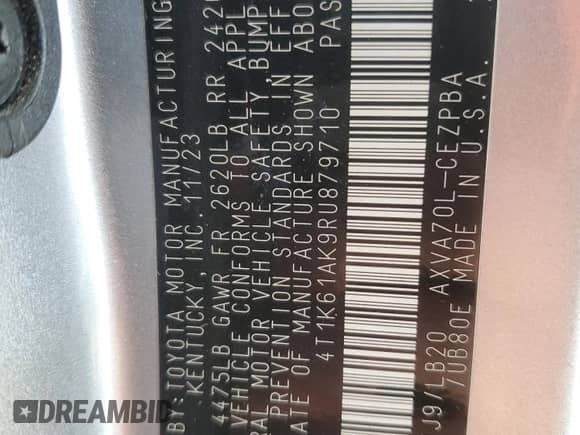 BY:TOYOTA MOTOR MANUFACTURING
KENTUCKY, INC. 11/23
4475LB GAWR FR 2620LB RR 242
VEHICLE CONFORMS TO ALL APPL
RAL MOTOR VEHICLE SAFETY, BUMP
PREVENTION STANDARDS IN EFF
ATE OF MANUFACTURE SHOWN ABO
4T1K61AK9RU879710 PAS
J97/LB20 AXVA70L-CEZPBA
/UB80E MADE IN U.S.A.
DREAMBID